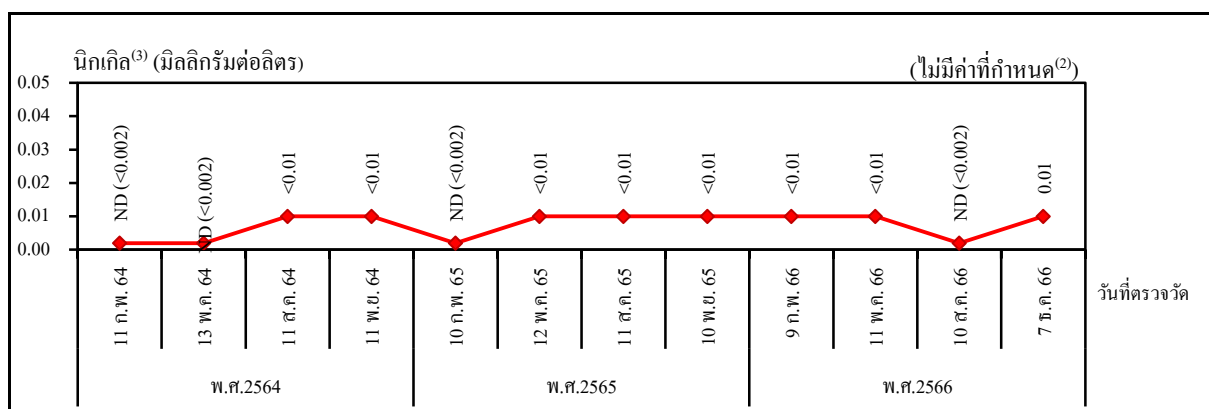 นิกเกิล⁽³⁾ (มิลลิกรัมต่อลิตร)
(ไม่มีค่าที่กำหนด⁽²⁾)
0.05
0.04
0.03
0.02
0.01
0.00
ND (<0.002)
ND (<0.002)
<0.01
<0.01
ND (<0.002)
<0.01
<0.01
<0.01
<0.01
<0.01
ND (<0.002)
0.01
11 ก.พ. 64
13 พ.ค. 64
11 ส.ค. 64
11 พ.ย. 64
10 ก.พ. 65
12 พ.ค. 65
11 ส.ค. 65
10 พ.ย. 65
9 ก.พ. 66
11 พ.ค. 66
10 ส.ค. 66
7 ธ.ค. 66
วันที่ตรวจวัด
พ.ศ.2564
พ.ศ.2565
พ.ศ.2566